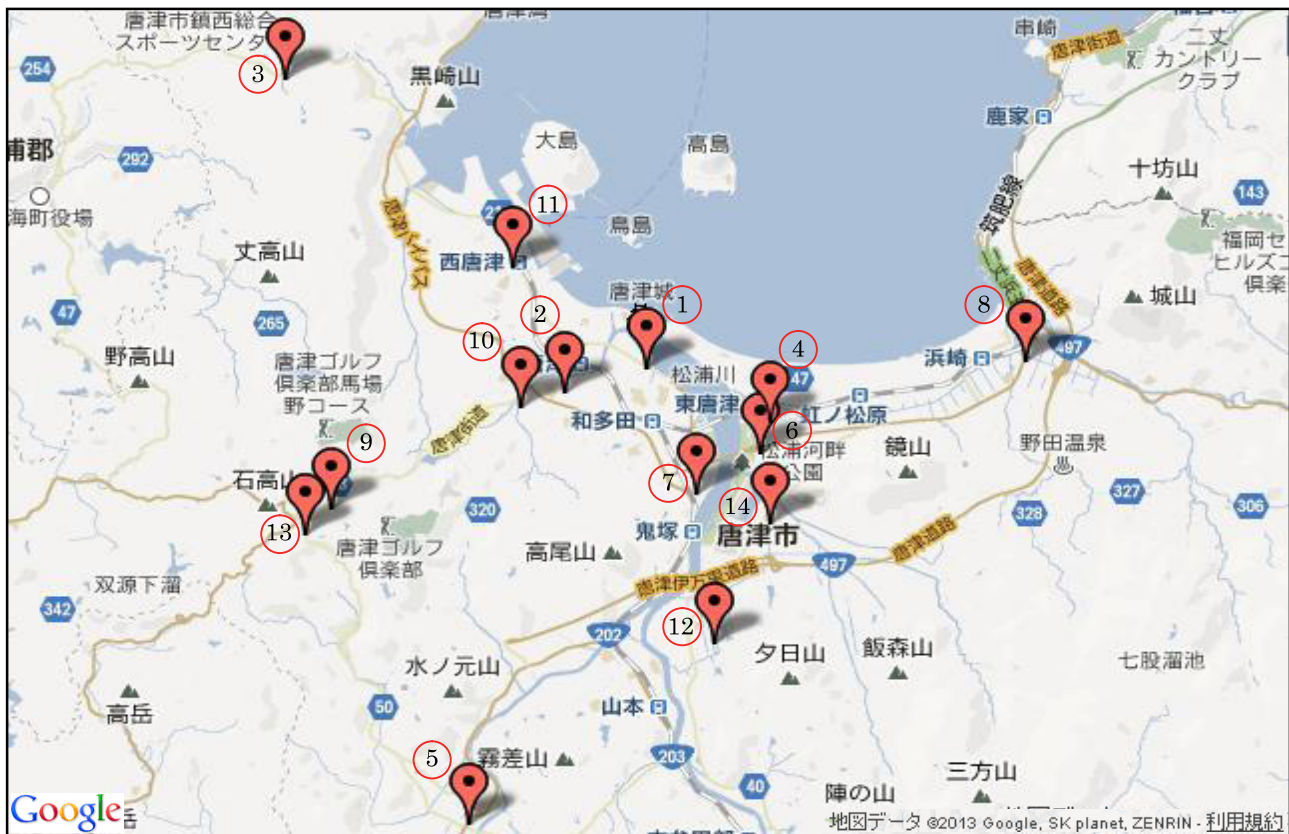 唐津市鎮西総合
スポーツセンタ
唐津湾
串崎
唐津街道
二丈
カントリー
クラブ
254
3
黒崎山
鹿家
浦郡
292
大島
高島
筑肥線
十坊山
143
海町役場
唐津バイパス
21
11
鳥島
福岡セ
ヒルズゴ
倶楽
丈高山
西唐津
二丈浜
唐津道路
城山
47
265
唐津城
1
8
2
10
野高山
唐津ゴルフ
倶楽部馬場
野コース
松浦川
4
47
浜崎
497
唐津街道
和多田
東唐津
虹ノ松原
9
6
松浦河畔
公園
鏡山
野田温泉
石高山
7
320
14
327
306
13
鬼塚
唐津市
328
唐津ゴルフ
倶楽部
高尾山
唐津道路
双源下溜
唐津伊万里道路
497
342
202
12
水ノ元山
夕日山
飯森山
七股溜池
高岳
50
山本
5
霧差山
203
40
三方山
陣の山
Google
岳
地図データ ©2013 Google, SK planet, ZENRIN - 利用規約